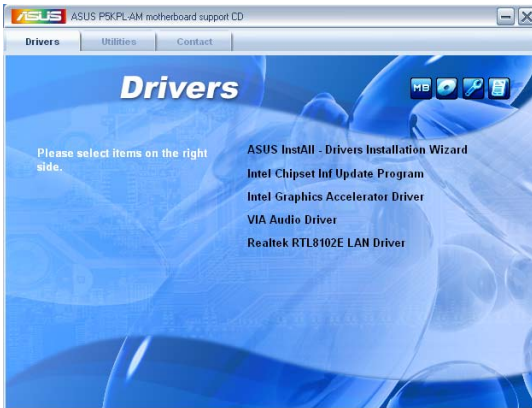 ASUS ASUS P5KPL-AM motherboard support CD
Drivers Utilities Contact
Drivers
MB
Please select items on the right
side.
ASUS InstAll - Drivers Installation Wizard
Intel Chipset Inf Update Program
Intel Graphics Accelerator Driver
VIA Audio Driver
Realtek RTL8102E LAN Driver